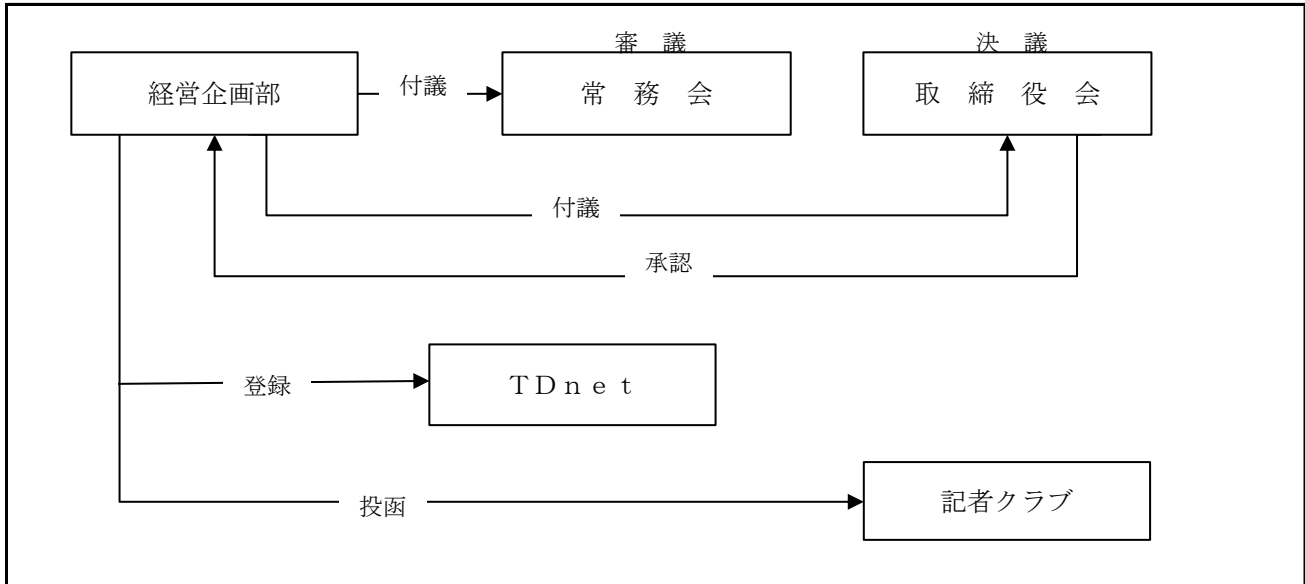 審　議
決　議
経営企画部
付議
常　務　会
取　締　役　会
付議
承認
登録
ＴＤｎｅｔ
投函
記者クラブ